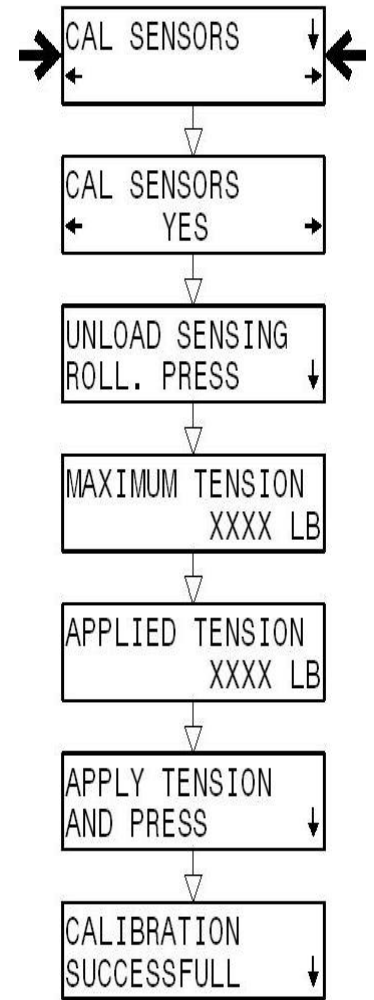 CAL SENSORS ↓
← →
CAL SENSORS
← YES →
UNLOAD SENSING
ROLL. PRESS ↓
MAXIMUM TENSION
XXXX LB
APPLIED TENSION
XXXX LB
APPLY TENSION
AND PRESS ↓
CALIBRATION
SUCCESSFULL ↓